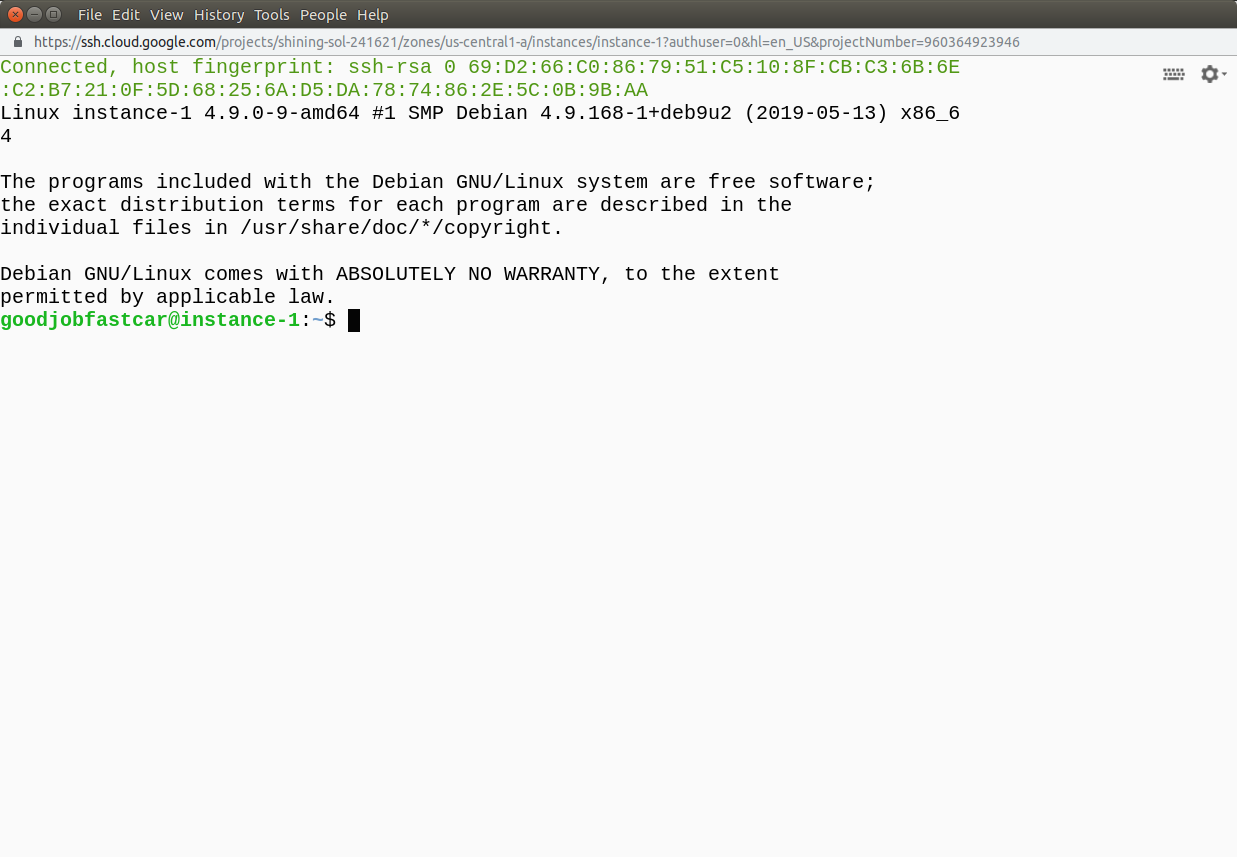 File Edit View History Tools People Help
https://ssh.cloud.google.com/projects/shining-sol-241621/zones/us-central1-a/instances/instance-1?authuser=0&hl=en_US&projectNumber=960364923946
Connected, host fingerprint: ssh-rsa 0 69:D2:66:C0:86:79:51:C5:10:8F:CB:C3:6B:6E
:C2:B7:21:0F:5D:68:25:6A:D5:DA:78:74:86:2E:5C:0B:9B:AA
Linux instance-1 4.9.0-9-amd64 #1 SMP Debian 4.9.168-1+deb9u2 (2019-05-13) x86_6
4
The programs included with the Debian GNU/Linux system are free software;
the exact distribution terms for each program are described in the
individual files in /usr/share/doc/*/copyright.
Debian GNU/Linux comes with ABSOLUTELY NO WARRANTY, to the extent
permitted by applicable law.
goodjobfastcar@instance-1:~$